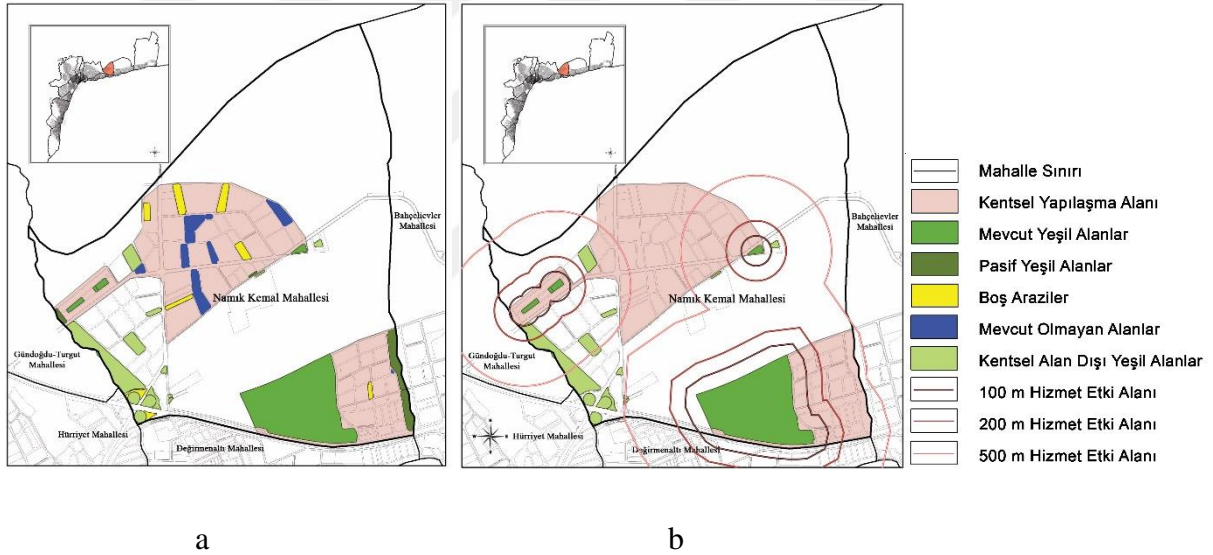 Bahçelievler
Mahallesi
Namık Kemal Mahallesi
Gündoğdu-Turgut
Mahallesi
Hürriyet Mahallesi
Değirmenaltı Mahallesi
Bahçelievler
Mahallesi
Namık Kemal Mahallesi
Gündoğdu-Turgut
Mahallesi
Hürriyet Mahallesi
Değirmenaltı Mahallesi
Mahalle Sınırı
Kentsel Yapılaşma Alanı
Mevcut Yeşil Alanlar
Pasif Yeşil Alanlar
Boş Araziler
Mevcut Olmayan Alanlar
Kentsel Alan Dışı Yeşil Alanlar
100 m Hizmet Etki Alanı
200 m Hizmet Etki Alanı
500 m Hizmet Etki Alanı
a
b